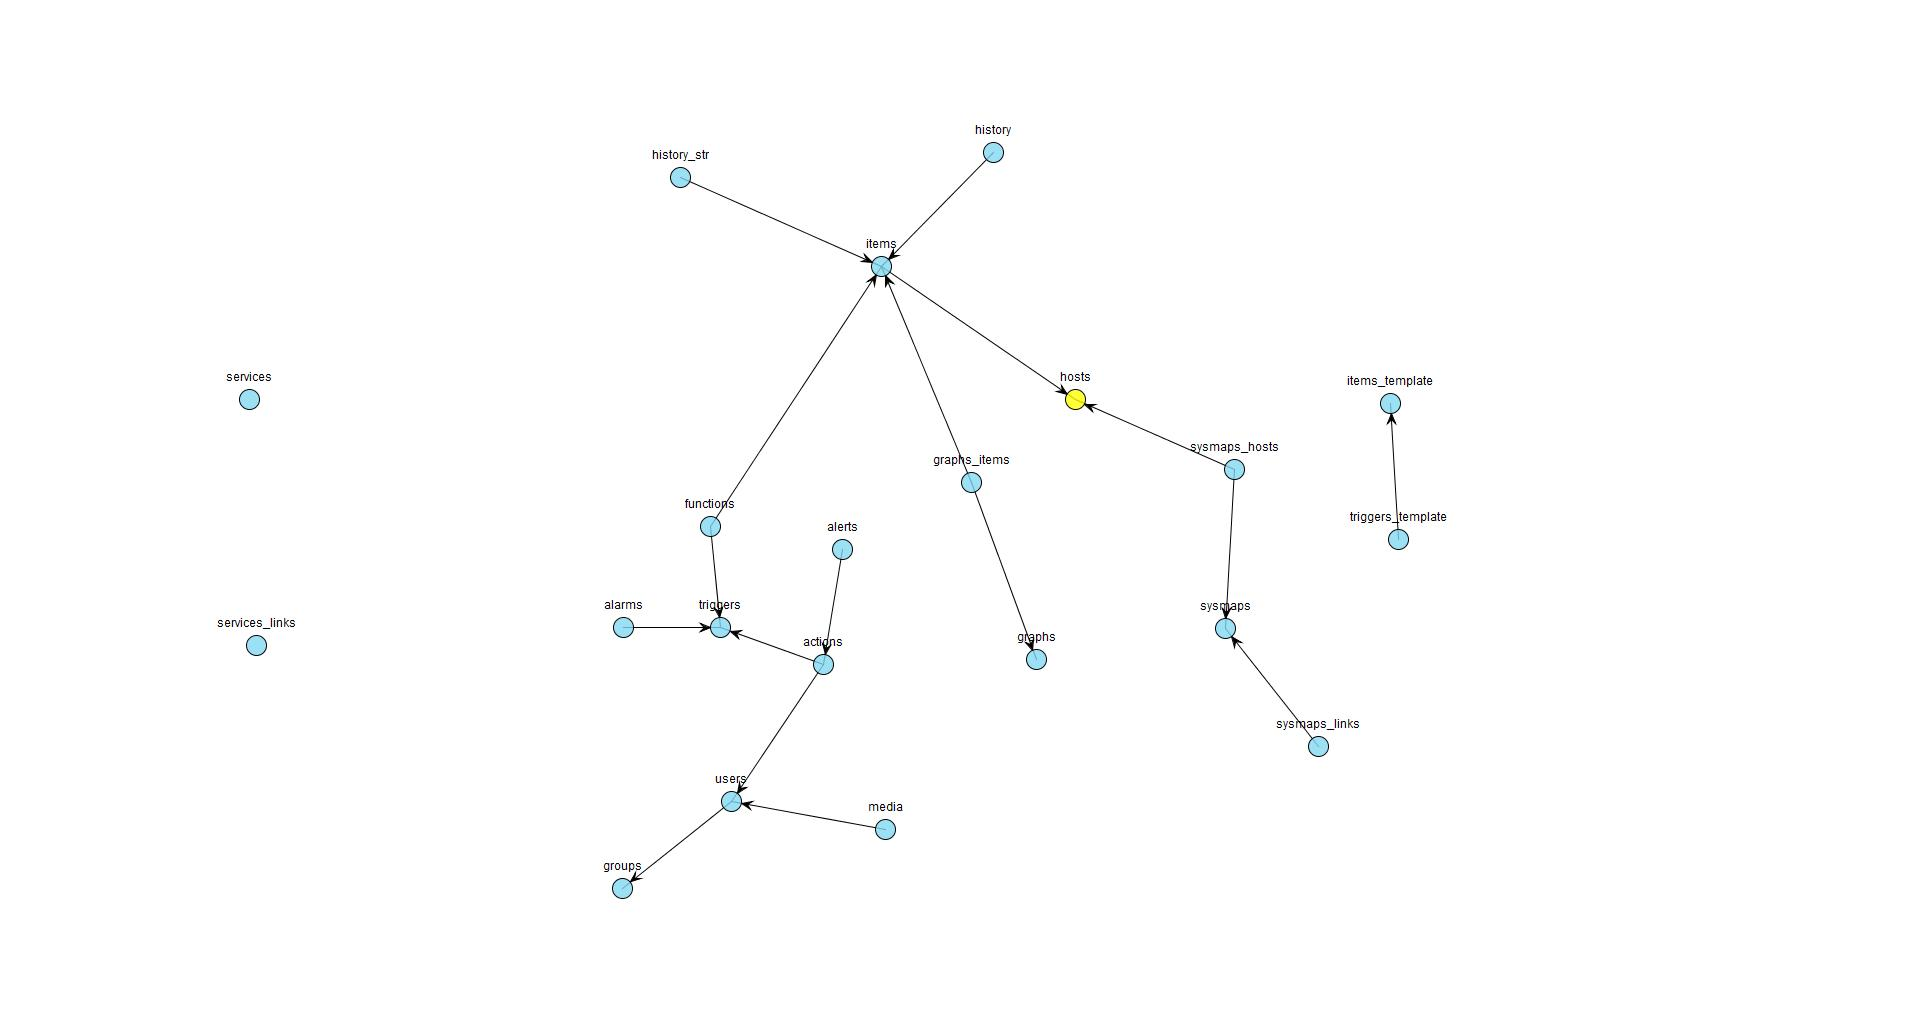 history
history_str
items
services
hosts
items_template
sysmaps_hosts
graphs_items
functions
triggers_template
alerts
alarms
triggers
sysmaps
services_links
graphs
actions
sysmaps_links
users
media
groups